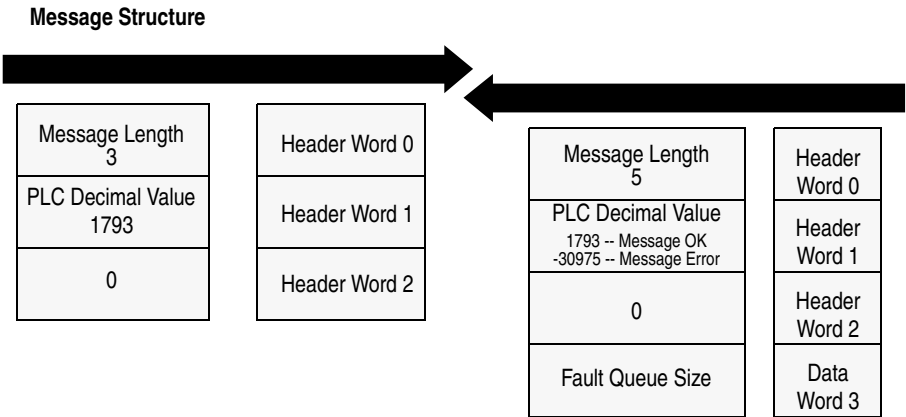 Message Structure
Message Length
3
Header Word 0
PLC Decimal Value
1793
Header Word 1
0
Header Word 2
Message Length
5
Header
Word 0
PLC Decimal Value
1793 -- Message OK
-30975 -- Message Error
Header
Word 1
0
Header
Word 2
Fault Queue Size
Data
Word 3